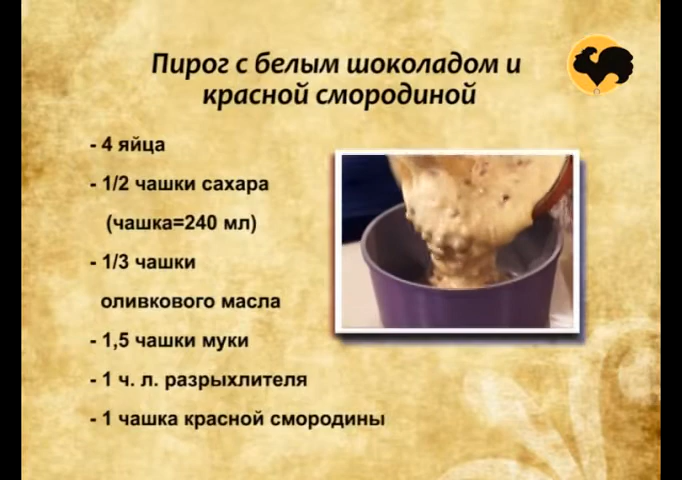 Пирог с белым шоколадом и
красной смородиной
- 4 яйца
- 1/2 чашки сахара
(чашка=240 мл)
- 1/3 чашки
оливкового масла
- 1,5 чашки муки
- 1 ч. л. разрыхлителя
- 1 чашка красной смородины